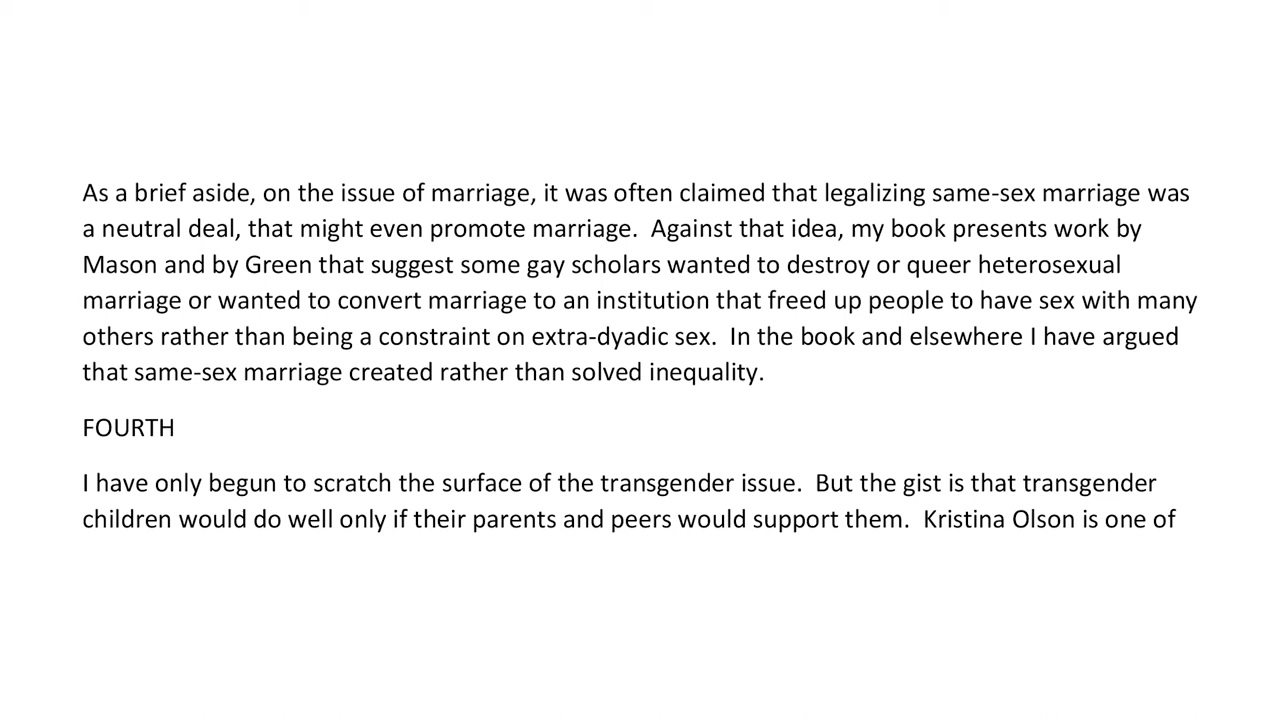 As a brief aside, on the issue of marriage, it was often claimed that legalizing same-sex marriage was
a neutral deal, that might even promote marriage.  Against that idea, my book presents work by
Mason and by Green that suggest some gay scholars wanted to destroy or queer heterosexual
marriage or wanted to convert marriage to an institution that freed up people to have sex with many
others rather than being a constraint on extra-dyadic sex.  In the book and elsewhere I have argued
that same-sex marriage created rather than solved inequality.
FOURTH
I have only begun to scratch the surface of the transgender issue.  But the gist is that transgender
children would do well only if their parents and peers would support them.  Kristina Olson is one of